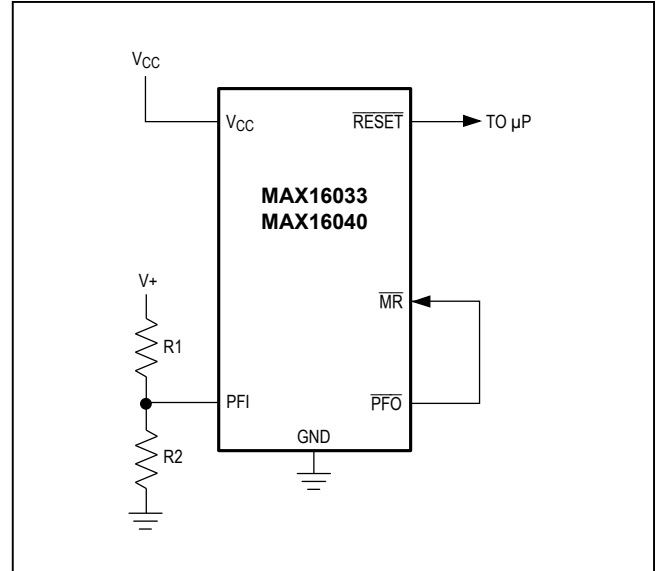 VCC
VCC
RESET
TO µP
MAX16033
MAX16040
V+
MR
R1
PFI
PFO
GND
R2